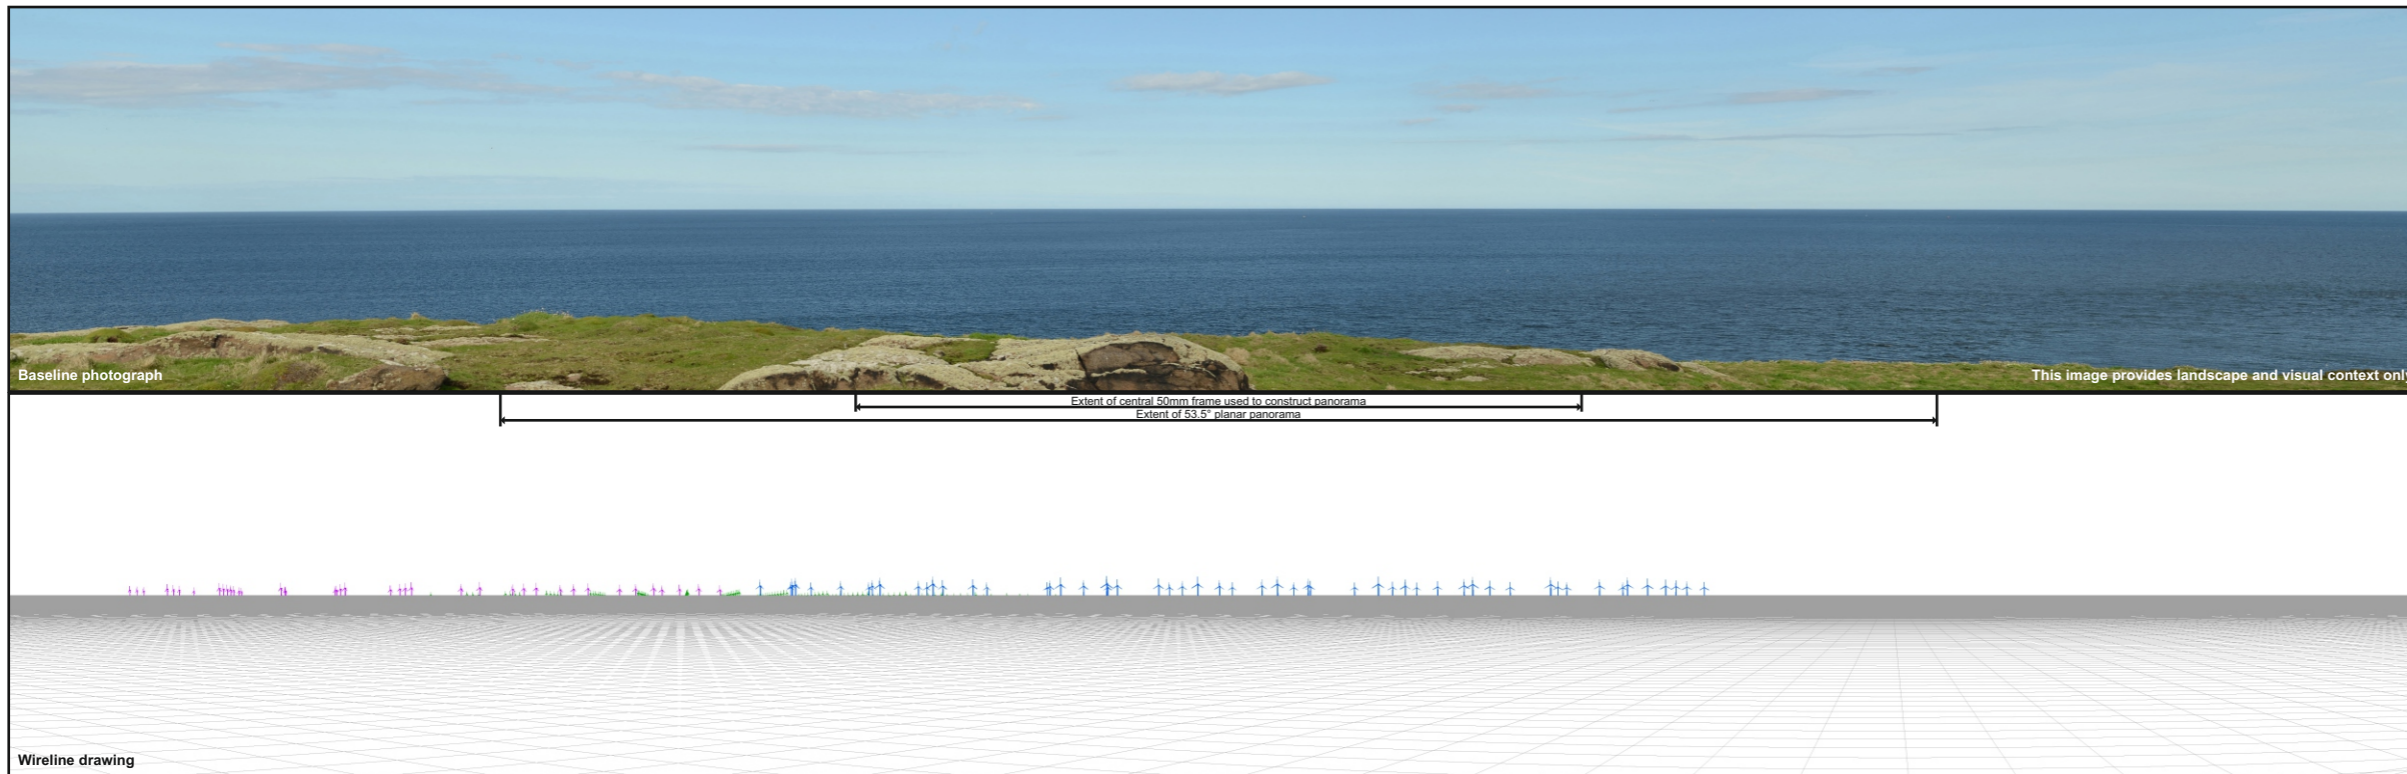 Baseline photograph
This image provides landscape and visual context only
Extent of central 50mm frame used to construct panorama
Extent of 53.5° planar panorama
Wireline drawing